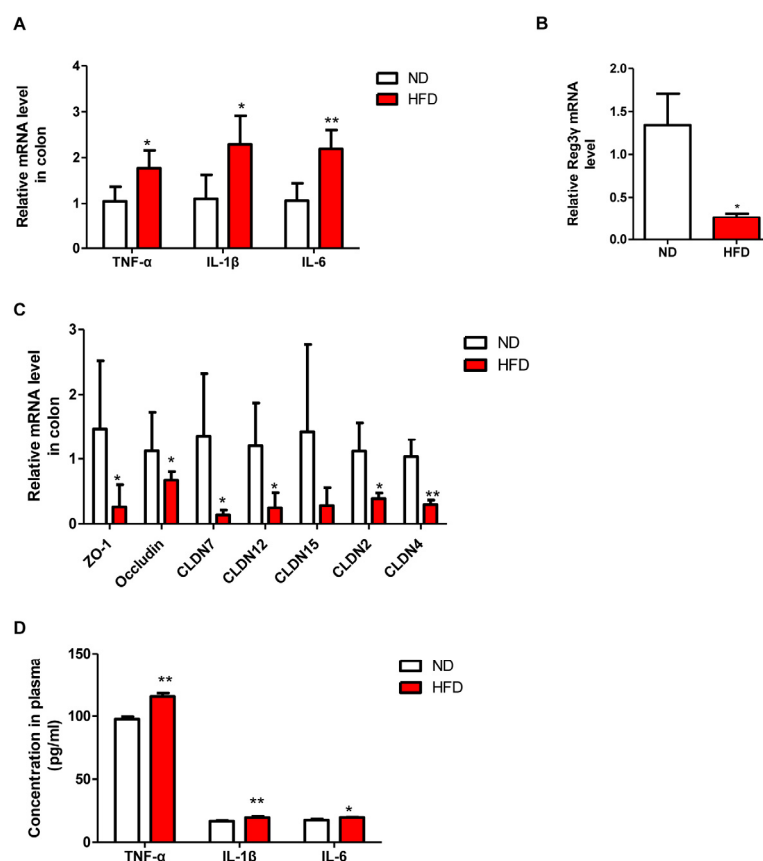 A
Relative mRNA level
in colon
4
3
2
1
0
*
*
**
TNF-α
IL-1β
IL-6
ND
HFD
B
Relative Reg3γ mRNA
level
2.0
1.5
1.0
0.5
0.0
*
ND
HFD
C
Relative mRNA level
in colon
3
2
1
0
*
*
*
*
*
**
ZO-1
Occludin
CLDN7
CLDN12
CLDN15
CLDN2
CLDN4
ND
HFD
D
Concentration in plasma
(pg/ml)
150
100
50
0
**
**
*
TNF-α
IL-1β
IL-6
ND
HFD